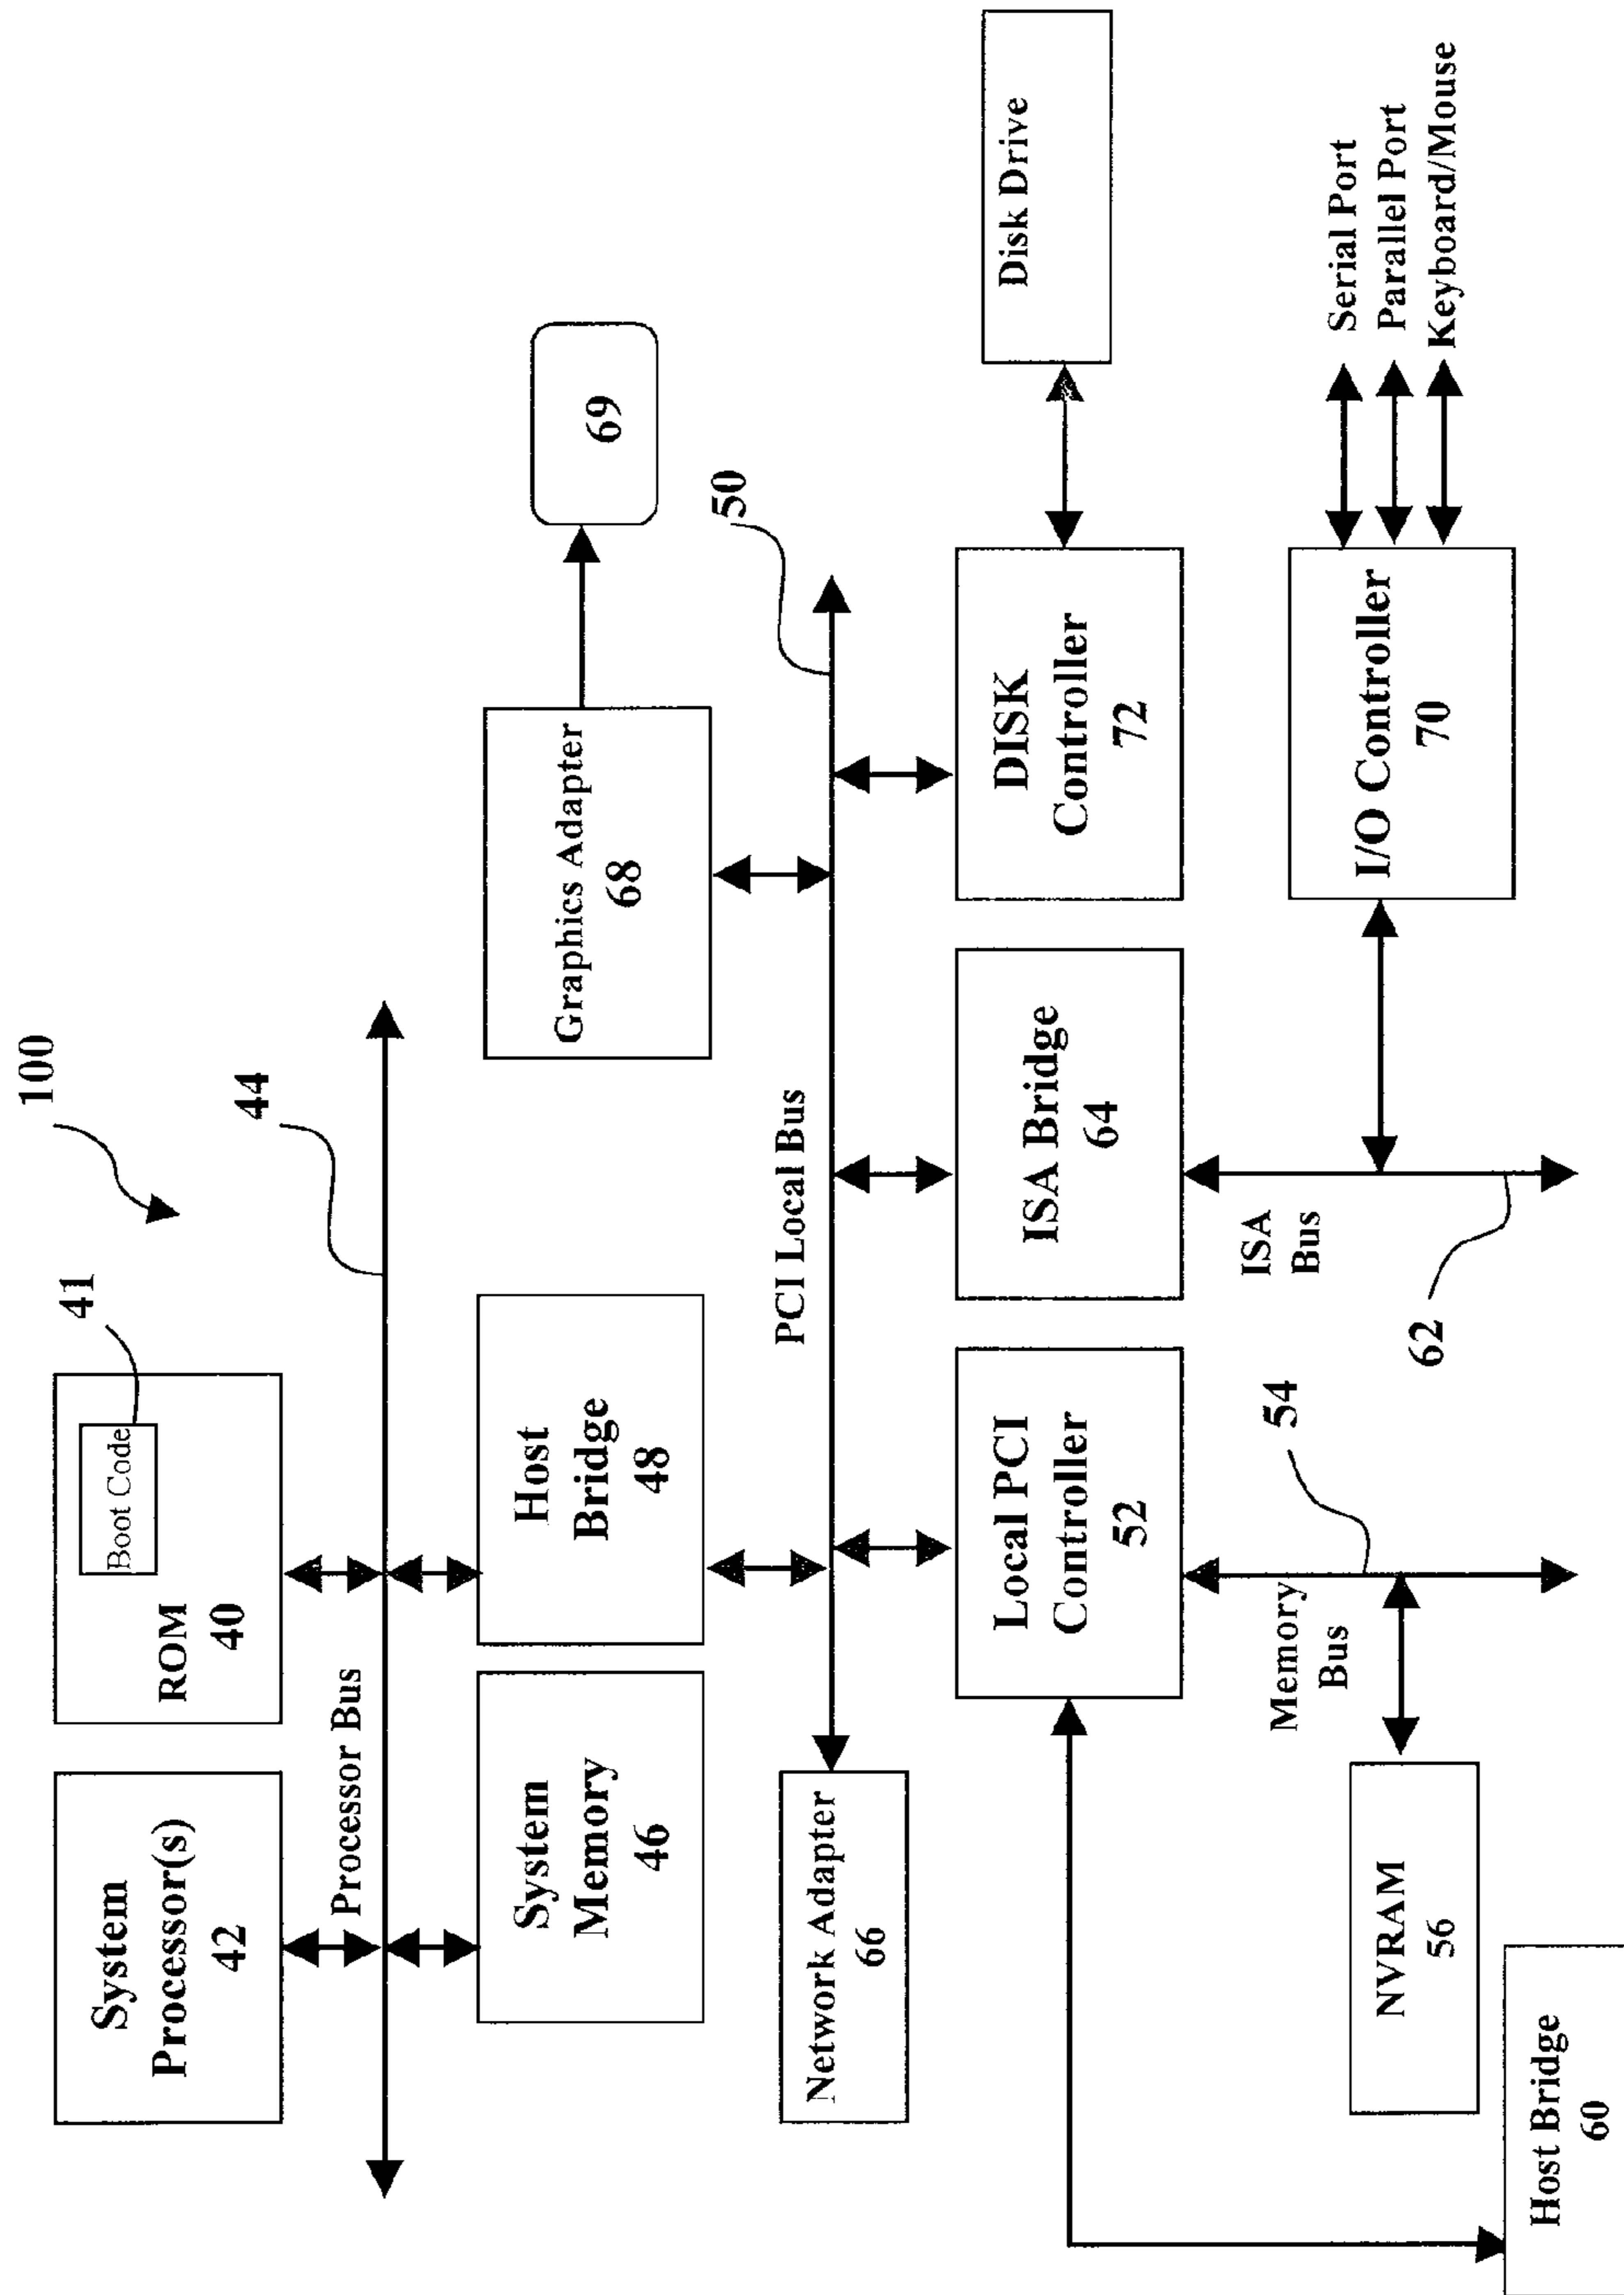 100
System
Processor(s)
42
ROM
40
Boot Code
41
Processor Bus
44
System
Memory
46
Host
Bridge
48
Graphics Adapter
68
69
Network Adapter
66
PCI Local Bus
50
Local PCI
Controller
52
ISA Bridge
64
DISK
Controller
72
Disk Drive
Memory
Bus
54
ISA
Bus
62
NVRAM
56
I/O Controller
70
Serial Port
Parallel Port
Keyboard/Mouse
Host Bridge
60